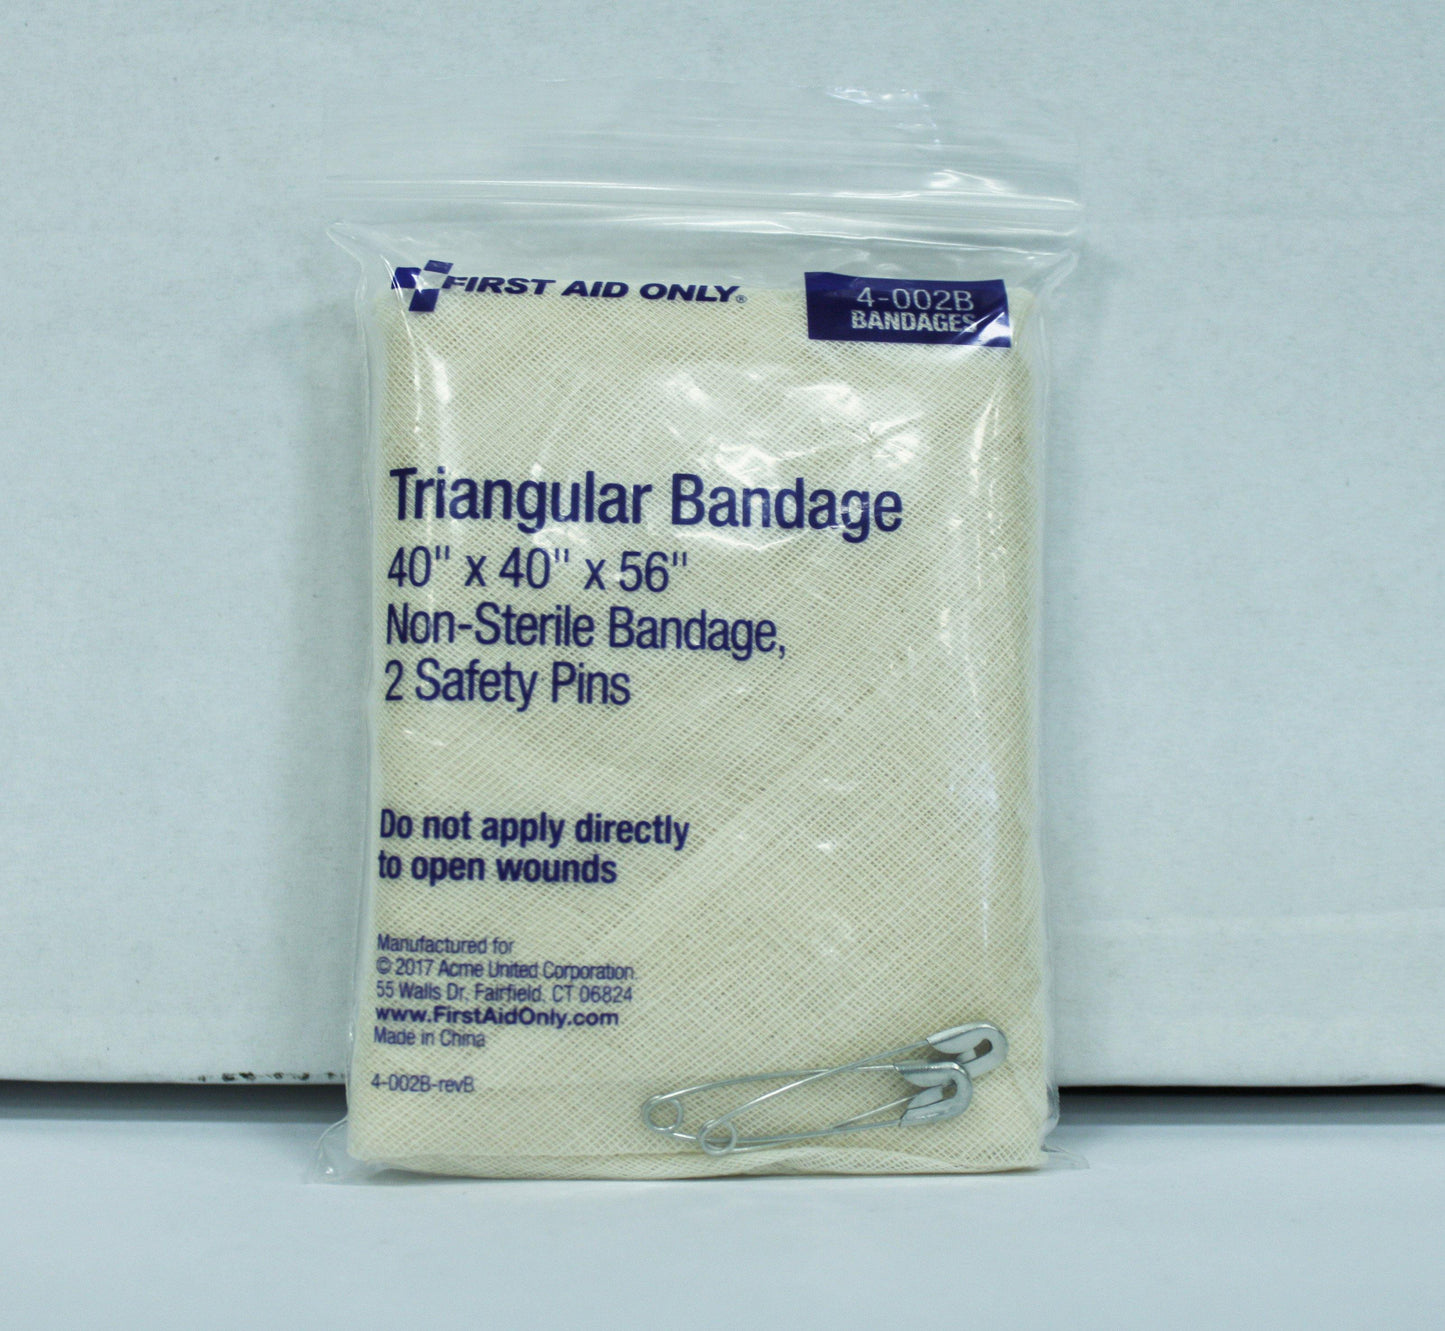 FIRST AID ONLY®
4-002B
BANDAGES
Triangular Bandage
40" x 40" x 56"
Non-Sterile Bandage,
2 Safety Pins
Do not apply directly
to open wounds
Manufactured for
© 2017 Acme United Corporation.
55 Walls Dr. Fairfield, CT 06824
www.FirstAidOnly.com
Made in China
4-002B-revB